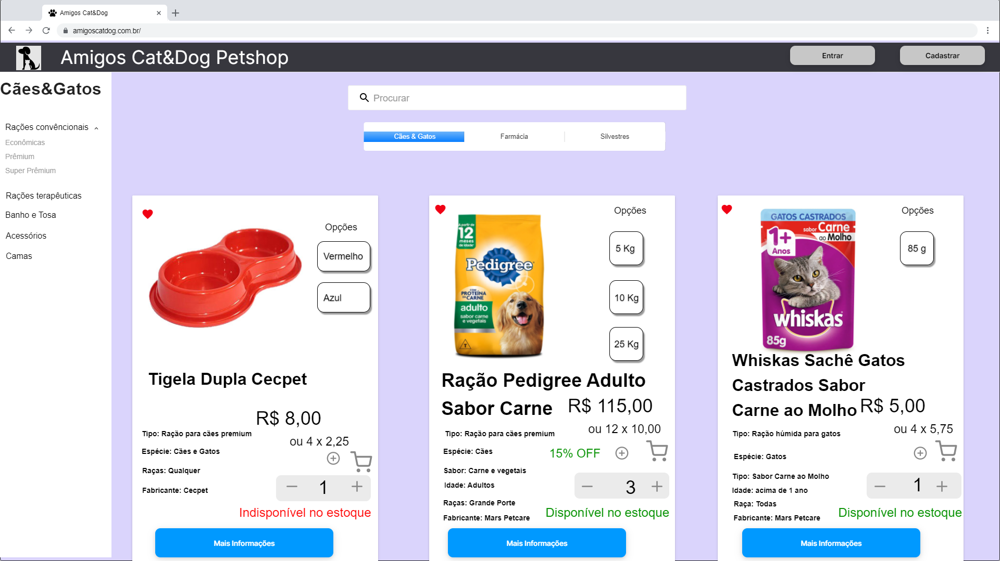 Amigos Cat&Dog
amigoscatdog.com.br/
Amigos Cat&Dog Petshop
Entrar
Cadastrar
Cães&Gatos
Rações convêncionais
Econômicas
Prêmium
Super Prêmium
Rações terapêuticas
Banho e Tosa
Acessórios
Camas
Procurar
Cães & Gatos
Farmácia
Silvestres
Opções
Vermelho
Azul
Tigela Dupla Cecpet
R$ 8,00
Tipo: Ração para cães premium
ou 4 x 2,25
Espécie: Cães e Gatos
Raças: Qualquer
1
Fabricante: Cecpet
Indisponível no estoque
Mais Informações
A partir de
12
meses
de idade
Pedigree
COM
PROTEÍNA
DA CARNE
adulto
sabor carne
e vegetais
T
Opções
5 Kg
10 Kg
25 Kg
Ração Pedigree Adulto
Sabor Carne
R$ 115,00
Tipo: Ração para cães premium
ou 12 x 10,00
Espécie: Cães
15% OFF
Sabor: Carne e vegetais
Idade: Adultos
3
Raças: Grande Porte
Fabricante: Mars Petcare
Disponível no estoque
Mais Informações
GATOS CASTRADOS
1+
Anos
sabor Carne
ao Molho
whiskas
85g
Opções
85 g
Whiskas Sachê Gatos
Castrados Sabor
Carne ao Molho
R$ 5,00
Tipo: Ração húmida para gatos
ou 4 x 5,75
Espécie: Gatos
Tipo: Sabor Carne ao Molho
Idade: acima de 1 ano
1
Raça: Todas
Fabricante: Mars Petcare
Disponível no estoque
Mais Informações